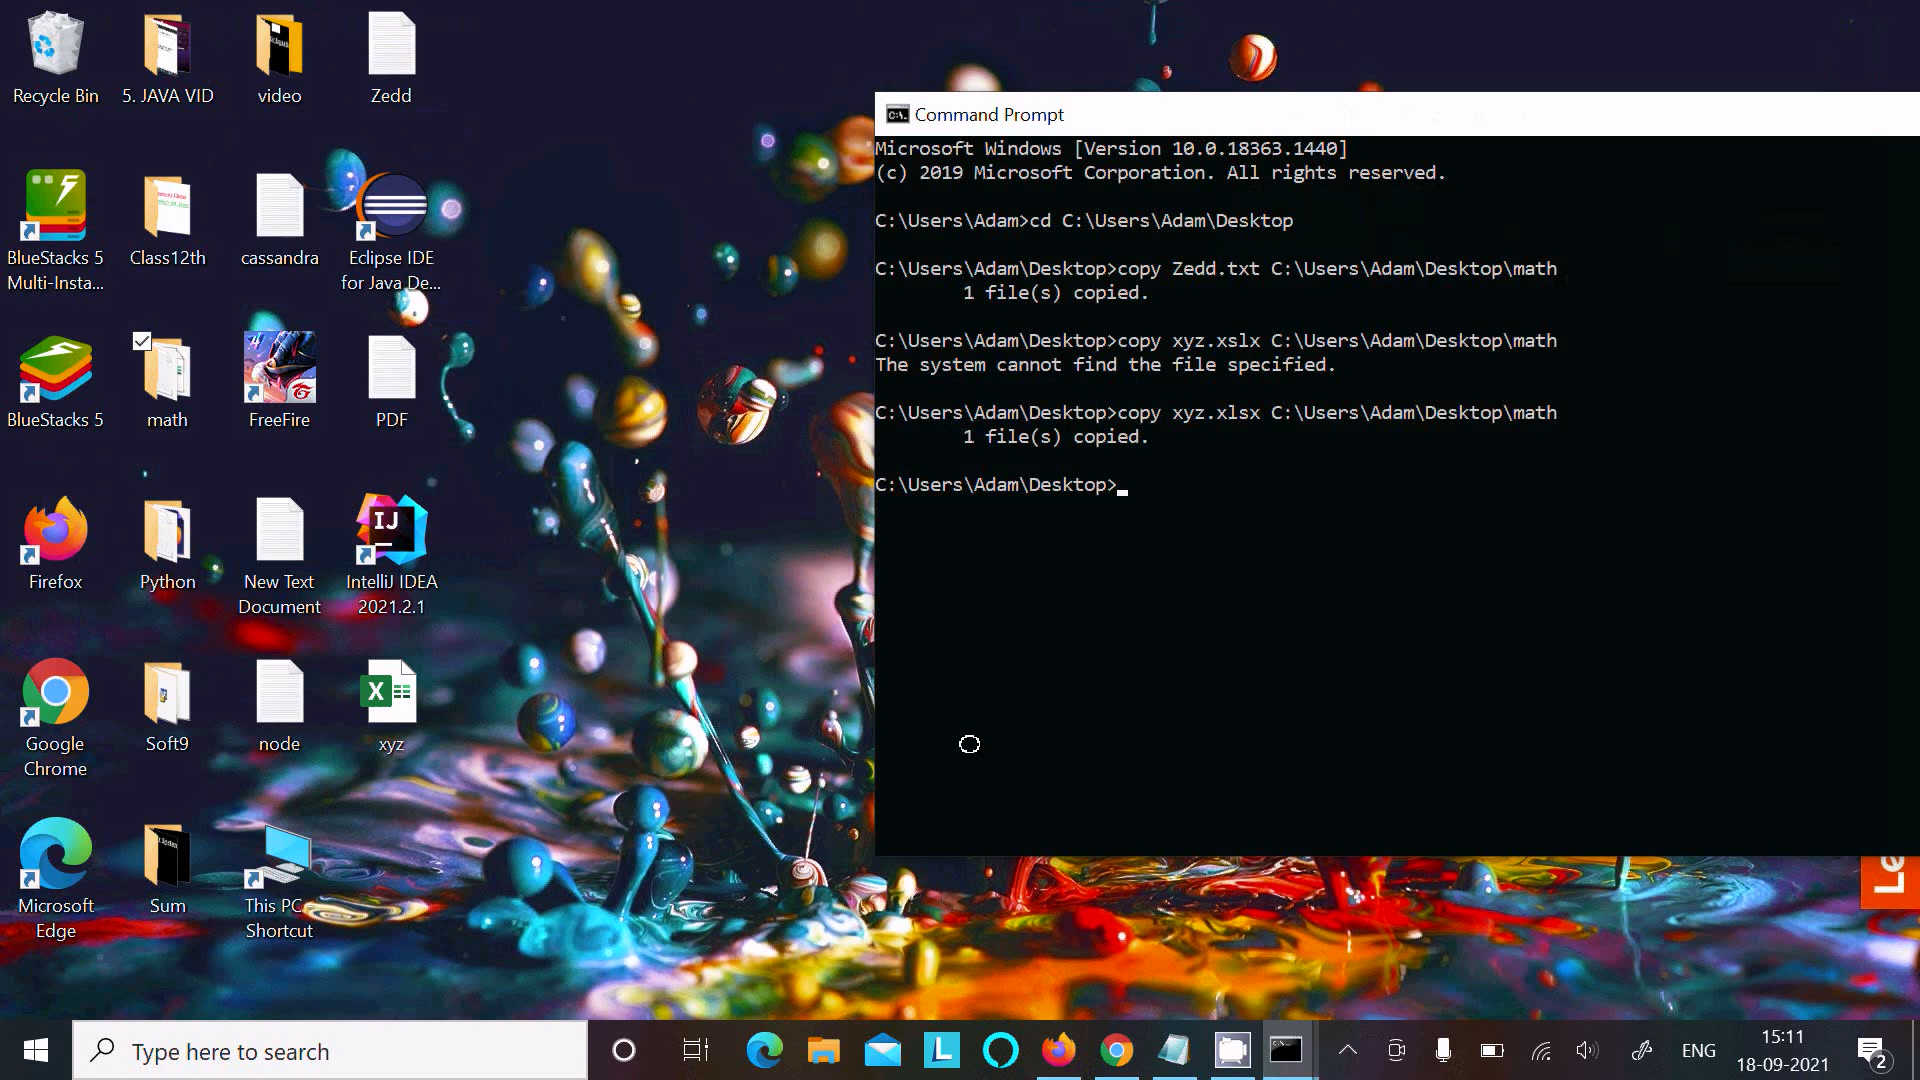 Recycle Bin
5. JAVA VID
video
Zedd
BlueStacks 5
Multi-Insta...
Class12th
cassandra
Eclipse IDE
for Java De...
BlueStacks 5
math
FreeFire
PDF
Firefox
Python
New Text
Document
IJ
IntelliJ IDEA
2021.2.1
Google
Chrome
Soft9
node
X
xyz
Microsoft
Edge
Sum
This PC -
Shortcut
Command Prompt
Microsoft Windows [Version 10.0.18363.1440]
(c) 2019 Microsoft Corporation. All rights reserved.
C:\Users\Adam>cd C:\Users\Adam\Desktop
C:\Users\Adam\Desktop>copy Zedd.txt C:\Users\Adam\Desktop\math
1 file(s) copied.
C:\Users\Adam\Desktop>copy xyz.xslx C:\Users\Adam\Desktop\math
The system cannot find the file specified.
C:\Users\Adam\Desktop>copy xyz.xlsx C:\Users\Adam\Desktop\math
1 file(s) copied.
C:\Users\Adam\Desktop>
Le
Type here to search
L
ENG
15:11
18-09-2021
2